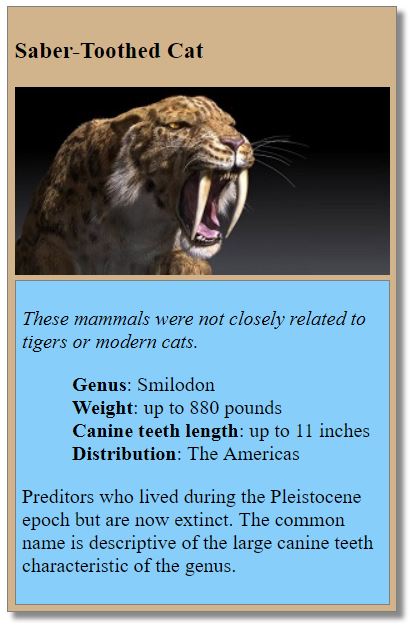 Saber-Toothed Cat
These mammals were not closely related to
tigers or modern cats.
Genus: Smilodon
Weight: up to 880 pounds
Canine teeth length: up to 11 inches
Distribution: The Americas
Preditors who lived during the Pleistocene
epoch but are now extinct. The common
name is descriptive of the large canine teeth
characteristic of the genus.